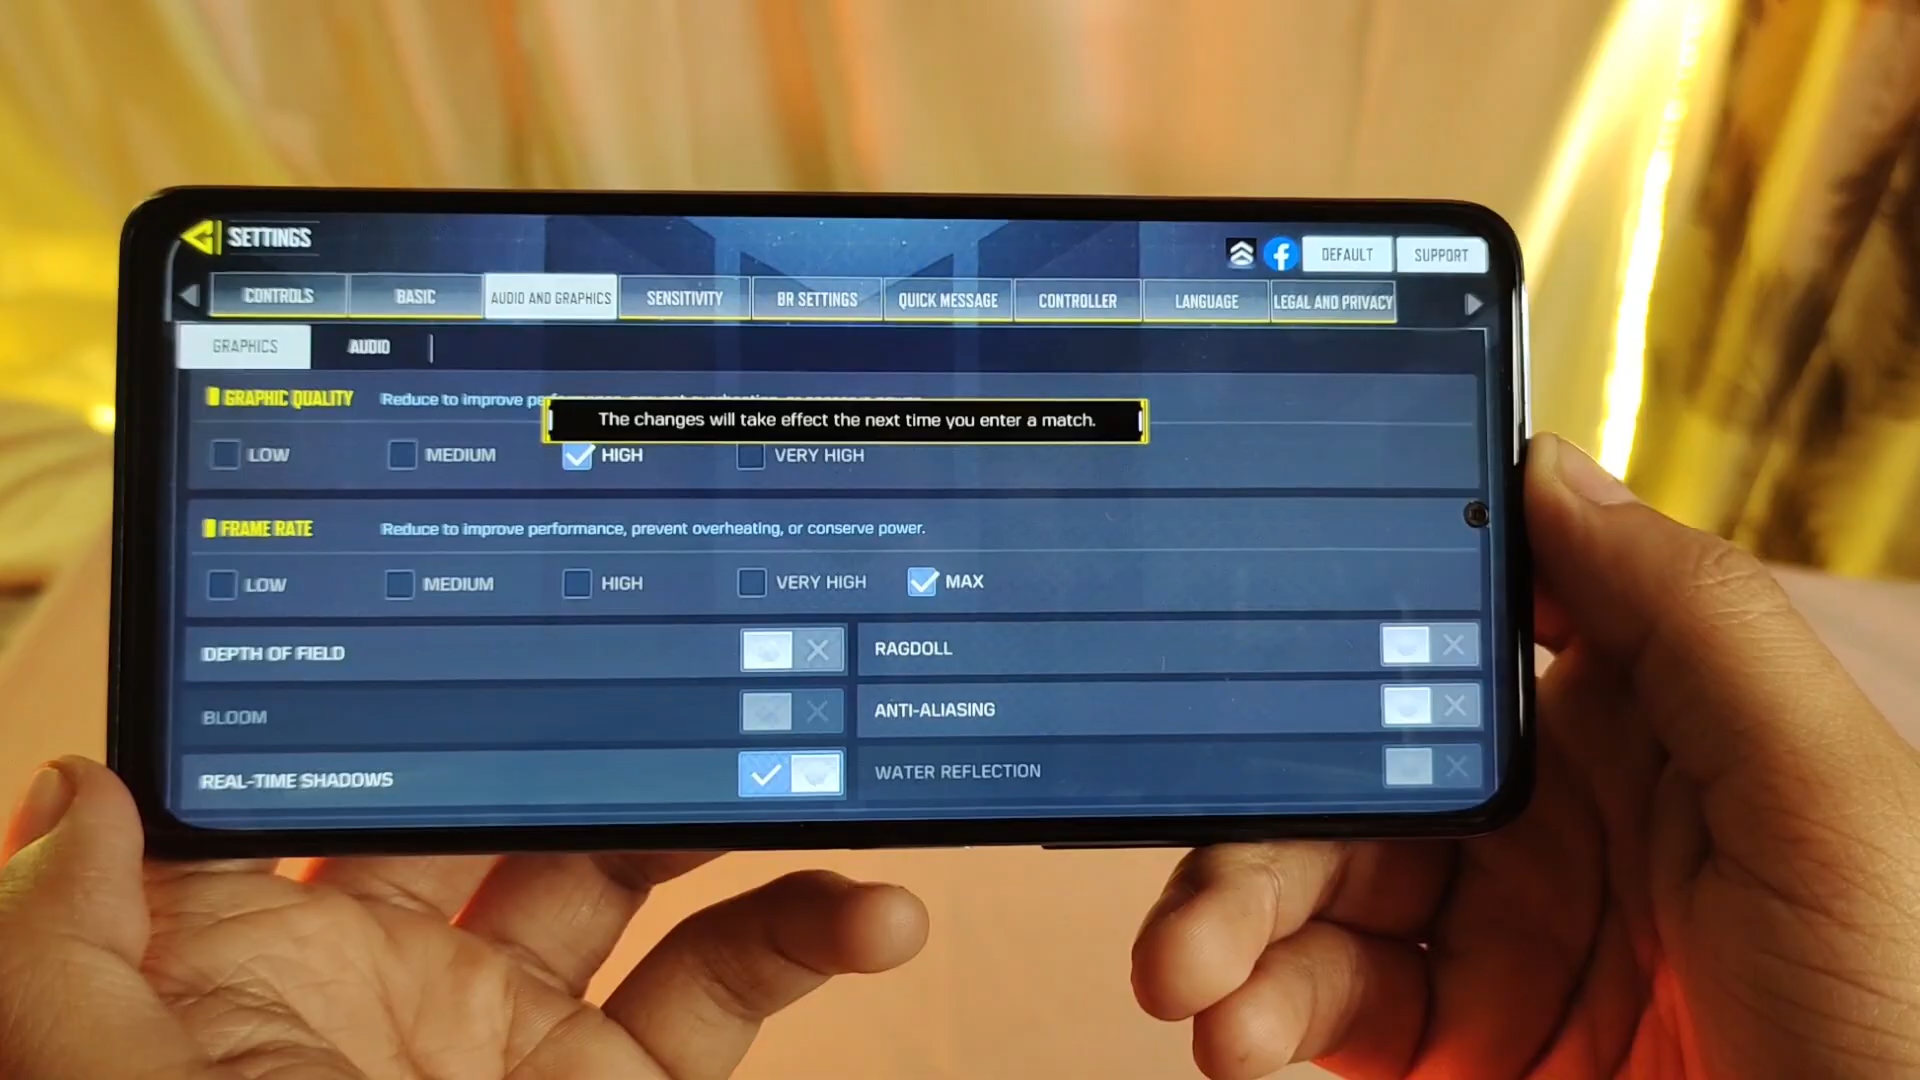 SETTINGS
DEFAULT
SUPPORT
CONTROLS
BASIC
AUDIO AND GRAPHICS
SENSITIVITY
BR SETTINGS
QUICK MESSAGE
CONTROLLER
LANGUAGE
LEGAL AND PRIVACY
GRAPHICS
AUDIO
GRAPHIC QUALITY
Reduce to improve
The changes will take effect the next time you enter a match.
LOW
MEDIUM
HIGH
VERY HIGH
FRAME RATE
Reduce to improve performance, prevent overheating, or conserve power.
LOW
MEDIUM
HIGH
VERY HIGH
MAX
DEPTH OF FIELD
RAGDOLL
BLOOM
ANTI-ALIASING
REAL-TIME SHADOWS
WATER REFLECTION